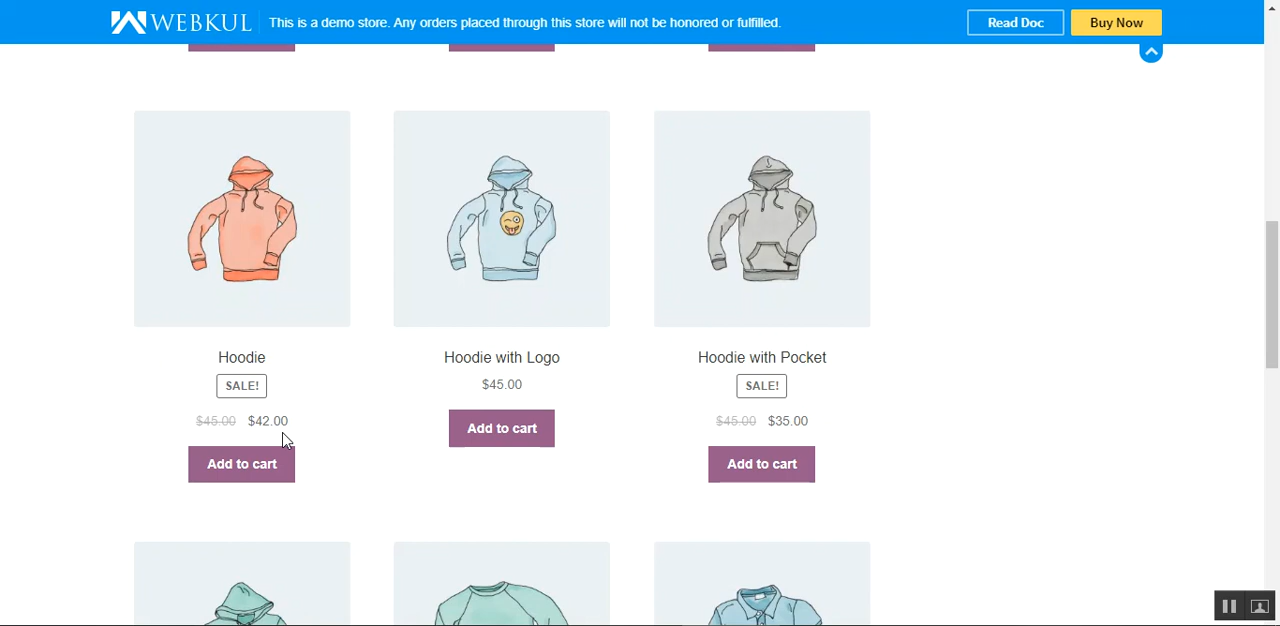 WEBKUL This is a demo store. Any orders placed through this store will not be honored or fulfilled. Read Doc Buy Now
Hoodie Hoodie with Logo Hoodie with Pocket
SALE! $45.00 SALE!
$45.00 $42.00 $45.00 $35.00
Add to cart Add to cart Add to cart